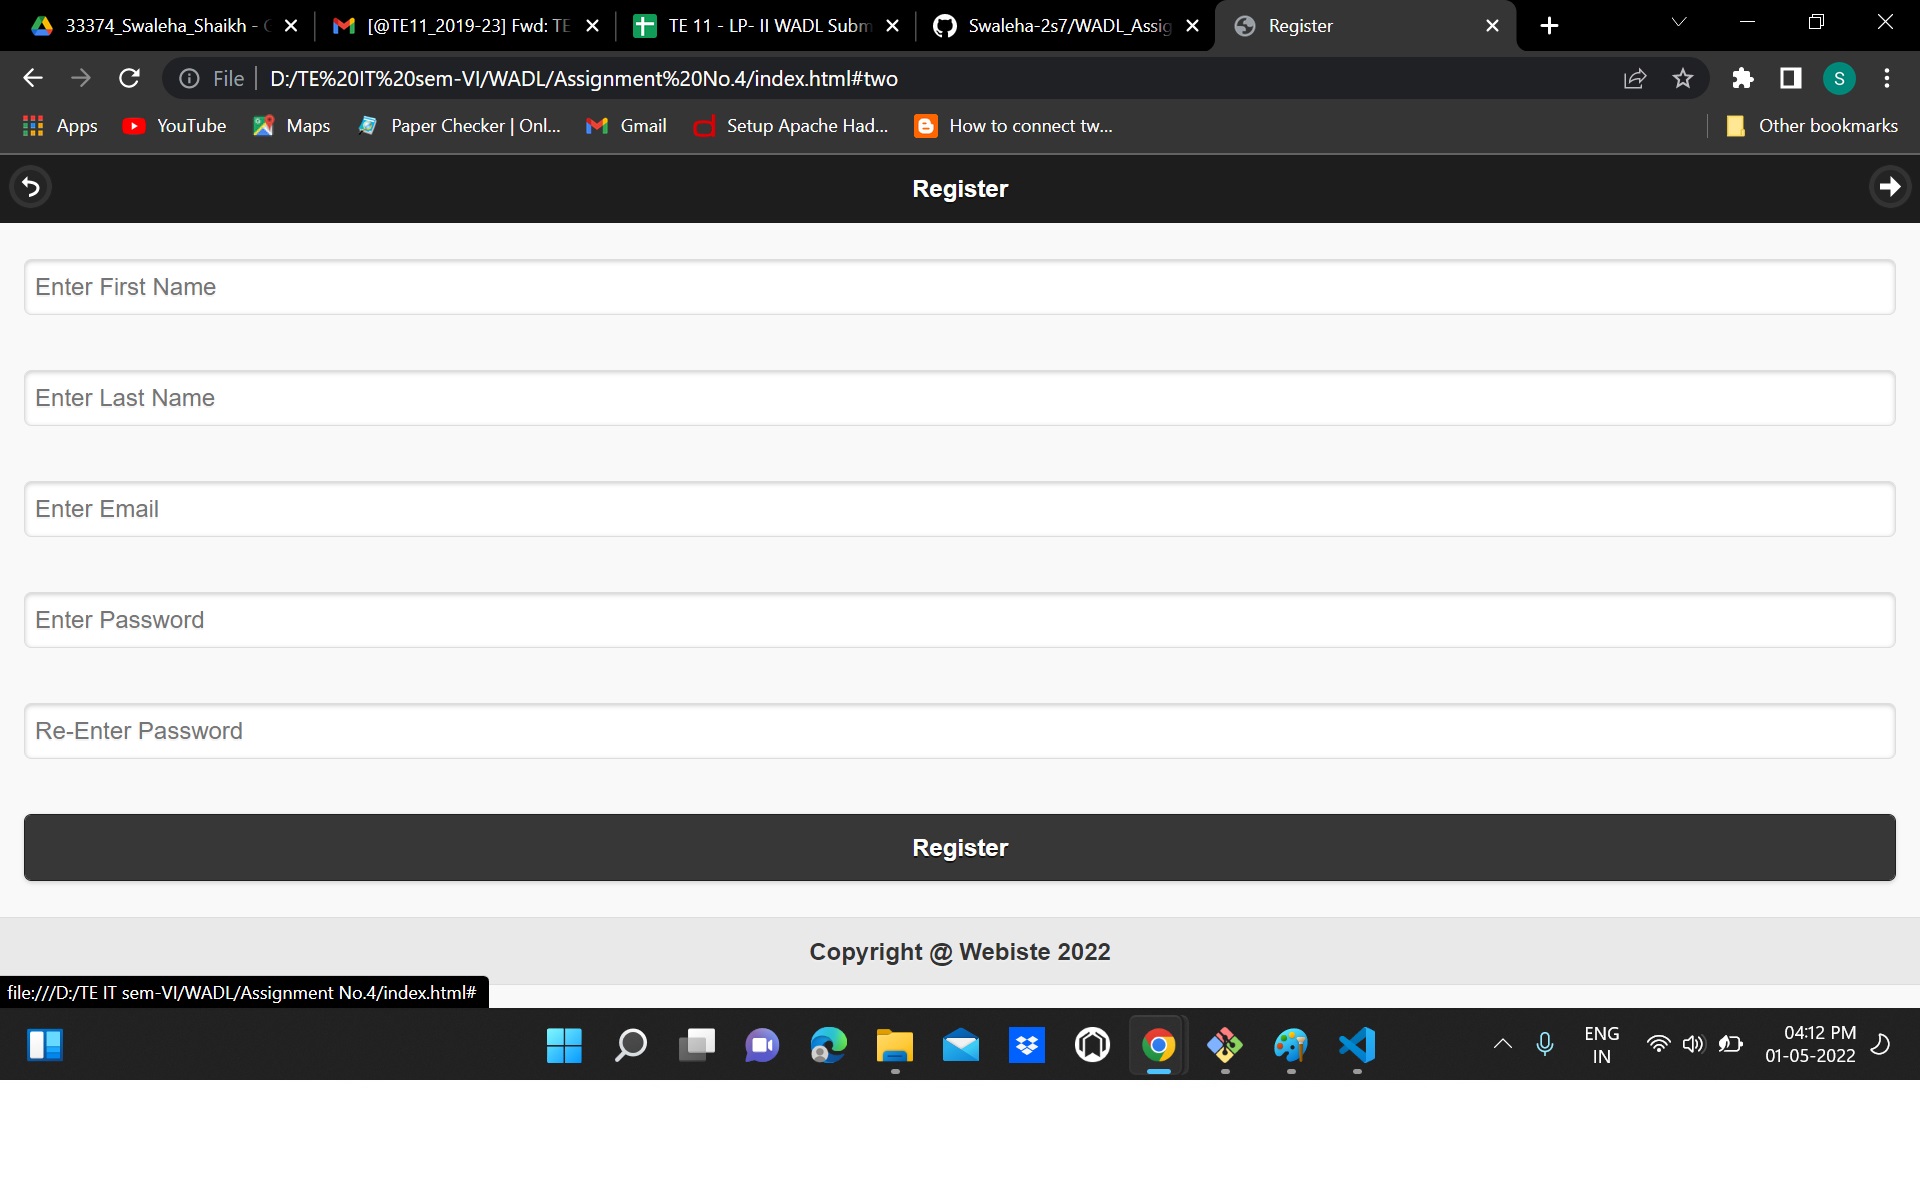 33374_Swaleha_Shaikh -
[@TE11_2019-23] Fwd: TE
TE 11 - LP- II WADL Subm
Swaleha-2s7/WADL_Assig
Register
File
D:/TE%20IT%20sem-VI/WADL/Assignment%20No.4/index.html#two
S
Apps
YouTube
Maps
Paper Checker | Onl...
Gmail
Setup Apache Had...
How to connect tw...
Other bookmarks
Register
Enter First Name
Enter Last Name
Enter Email
Enter Password
Re-Enter Password
Register
Copyright @ Webiste 2022
file:///D:/TE IT sem-VI/WADL/Assignment No.4/index.html#
ENG
IN
04:12 PM
01-05-2022